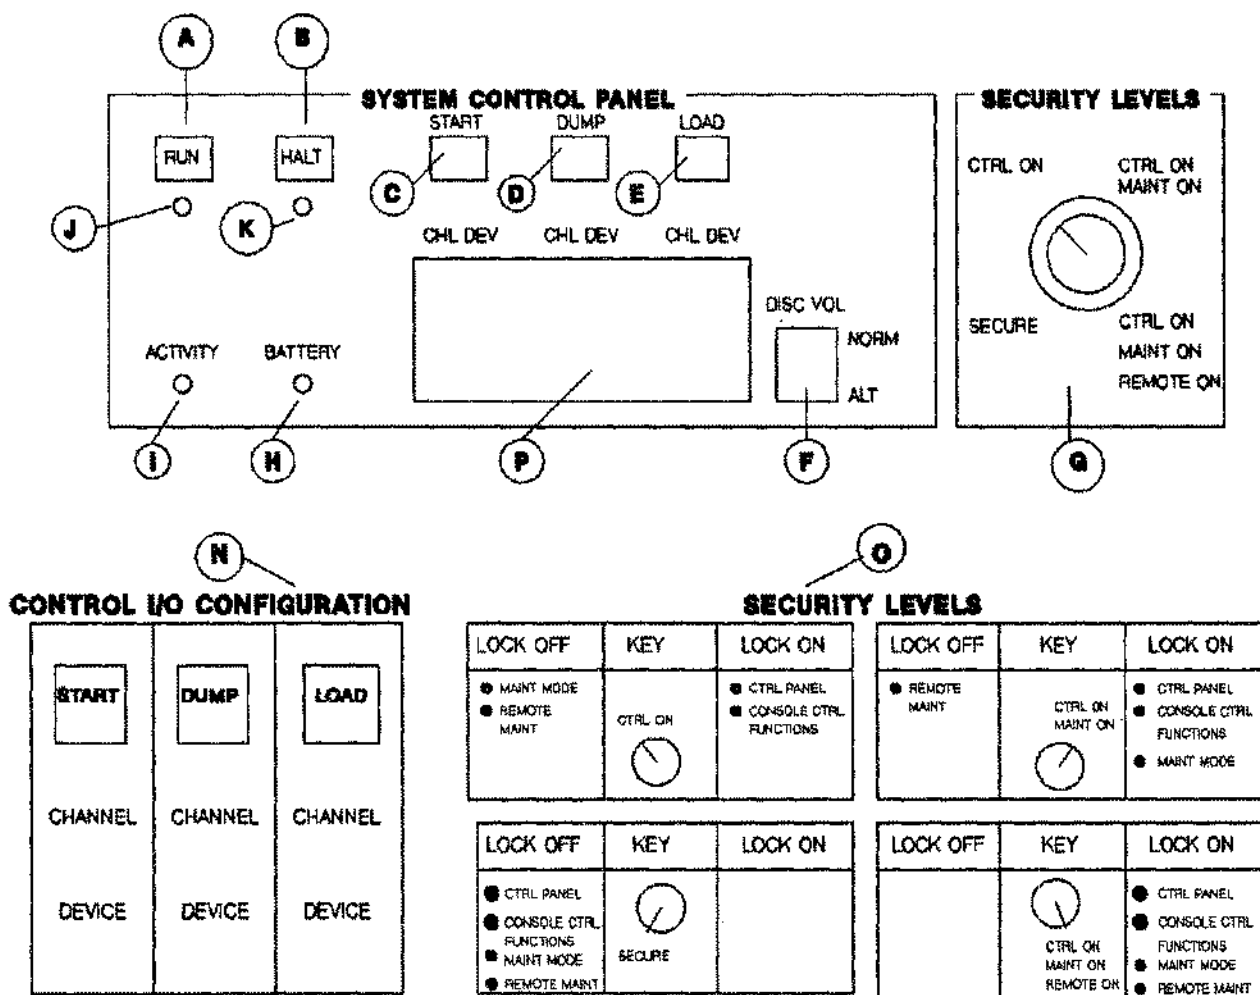 A B
SYSTEM CONTROL PANEL
SECURITY LEVELS
START DUMP LOAD
RUN HALT
C D E
J K
CHL DEV CHL DEV CHL DEV
CTRL ON
CTRL ON
MAINT ON
DISC VOL
NORM
ALT
SECURE
CTRL ON
MAINT ON
REMOTE ON
ACTIVITY BATTERY
I H P F G
N
CONTROL I/O CONFIGURATION
START DUMP LOAD
CHANNEL CHANNEL CHANNEL
DEVICE DEVICE DEVICE
O
SECURITY LEVELS
LOCK OFF KEY LOCK ON
MAINT MODE
REMOTE
MAINT
CTRL ON
CTRL PANEL
CONSOLE CTRL
FUNCTIONS
LOCK OFF KEY LOCK ON
REMOTE
MAINT
CTRL ON
MAINT ON
CTRL PANEL
CONSOLE CTRL
FUNCTIONS
MAINT MODE
LOCK OFF KEY LOCK ON
CTRL PANEL
CONSOLE CTRL
FUNCTIONS
MAINT MODE
REMOTE MAINT
SECURE
LOCK OFF KEY LOCK ON
CTRL ON
MAINT ON
REMOTE ON
CTRL PANEL
CONSOLE CTRL
FUNCTIONS
MAINT MODE
REMOTE MAINT